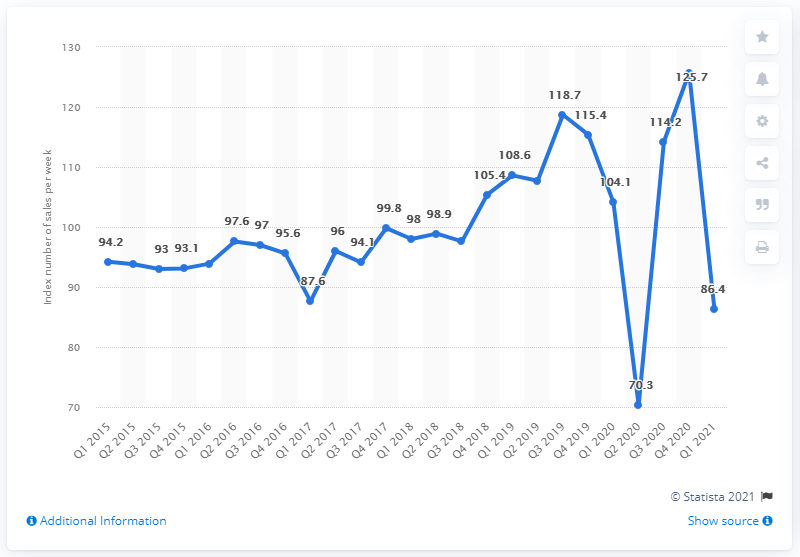 130
120
110
100
90
80
70
Index number of sales per week
94.2
93
93.1
97.6
97
95.6
87.6
96
94.1
99.8
98
98.9
105.4
108.6
118.7
115.4
104.1
70.3
114.2
125.7
86.4
Q1 2015
Q2 2015
Q3 2015
Q4 2015
Q1 2016
Q2 2016
Q3 2016
Q4 2016
Q1 2017
Q2 2017
Q3 2017
Q4 2017
Q1 2018
Q2 2018
Q3 2018
Q4 2018
Q1 2019
Q2 2019
Q3 2019
Q4 2019
Q1 2020
Q2 2020
Q3 2020
Q4 2020
Q1 2021
© Statista 2021
Additional Information
Show source